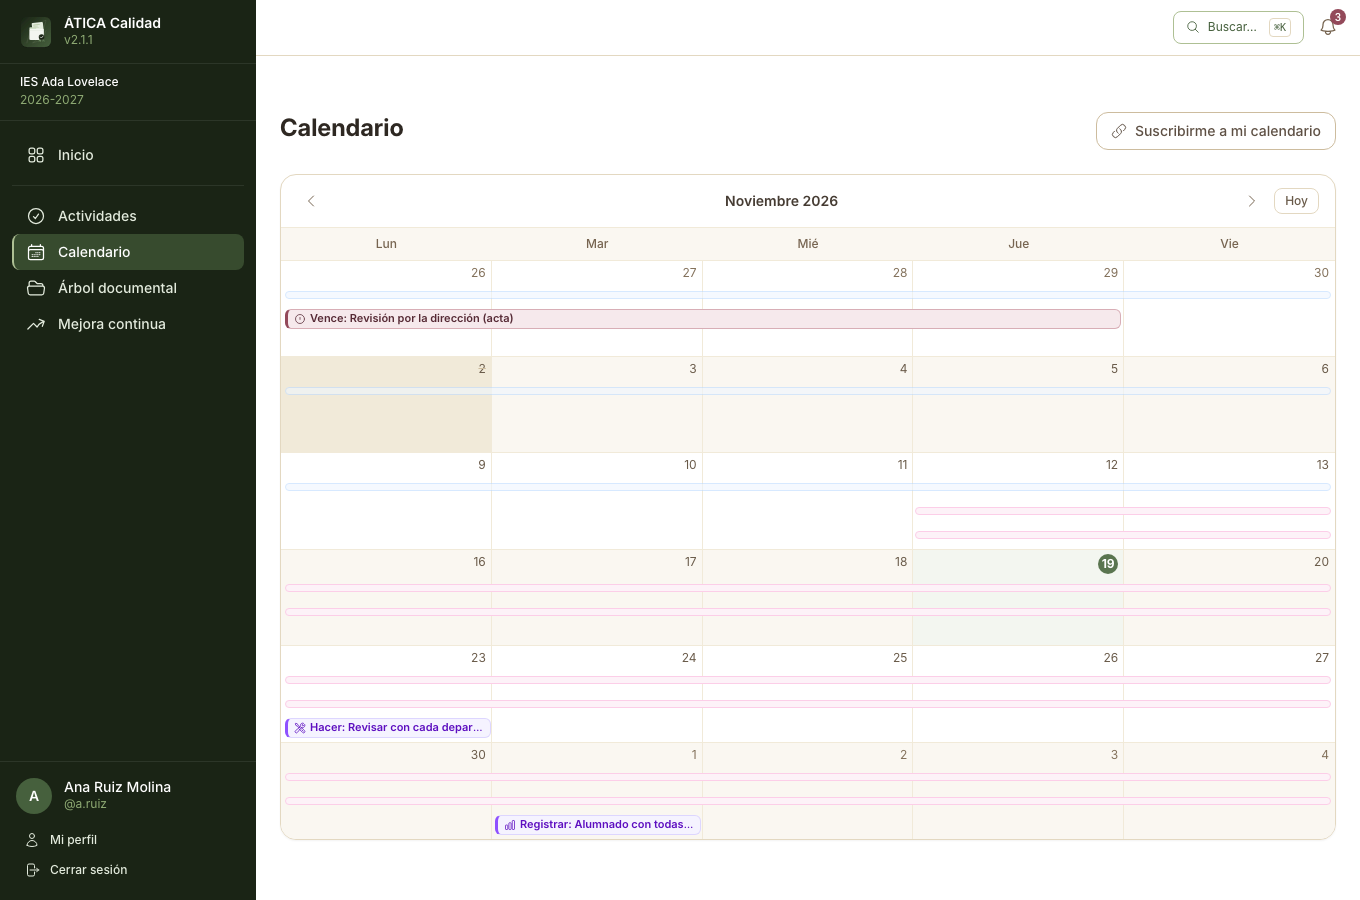 ÁTICA Calidad
v2.1.1
IES Ada Lovelace
2026-2027
Inicio
Actividades
Calendario
Árbol documental
Mejora continua
Ana Ruiz Molina
@a.ruiz
Mi perfil
Cerrar sesión
A
Buscar... ⌘K
3
Calendario
Suscribirme a mi calendario
Noviembre 2026
Hoy
Lun Mar Mié Jue Vie
26 27 28 29 30
Vence: Revisión por la dirección (acta)
2 3 4 5 6
9 10 11 12 13
16 17 18 19 20
23 24 25 26 27
Hacer: Revisar con cada depar...
30 1 2 3 4
Registrar: Alumnado con todas...